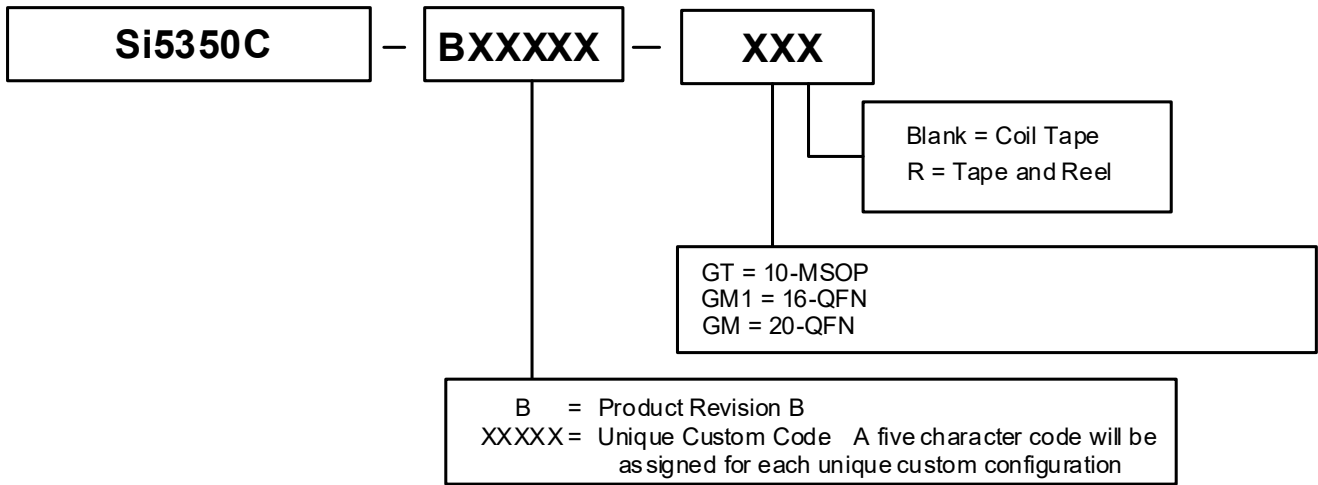 Si5350C – BXXXXX – XXX
Blank = Coil Tape
R = Tape and Reel
GT = 10-MSOP
GM1 = 16-QFN
GM = 20-QFN
B = Product Revision B
XXXXX = Unique Custom Code A five character code will be
assigned for each unique custom configuration